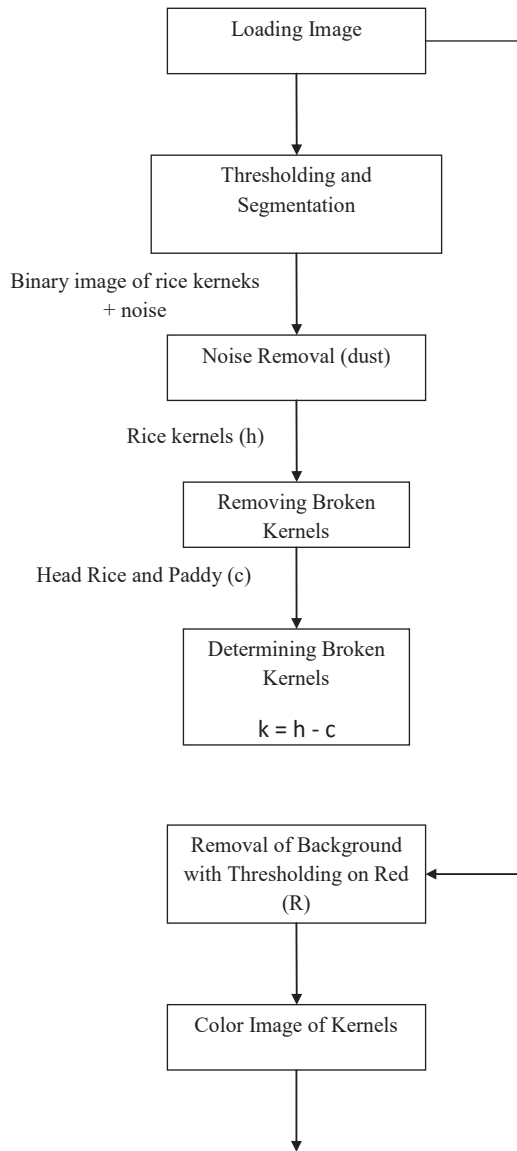 Loading Image
Thresholding and
Segmentation
Binary image of rice kerneks
+ noise
Noise Removal (dust)
Rice kernels (h)
Removing Broken
Kernels
Head Rice and Paddy (c)
Determining Broken
Kernels
k = h - c
Removal of Background
with Thresholding on Red
(R)
Color Image of Kernels